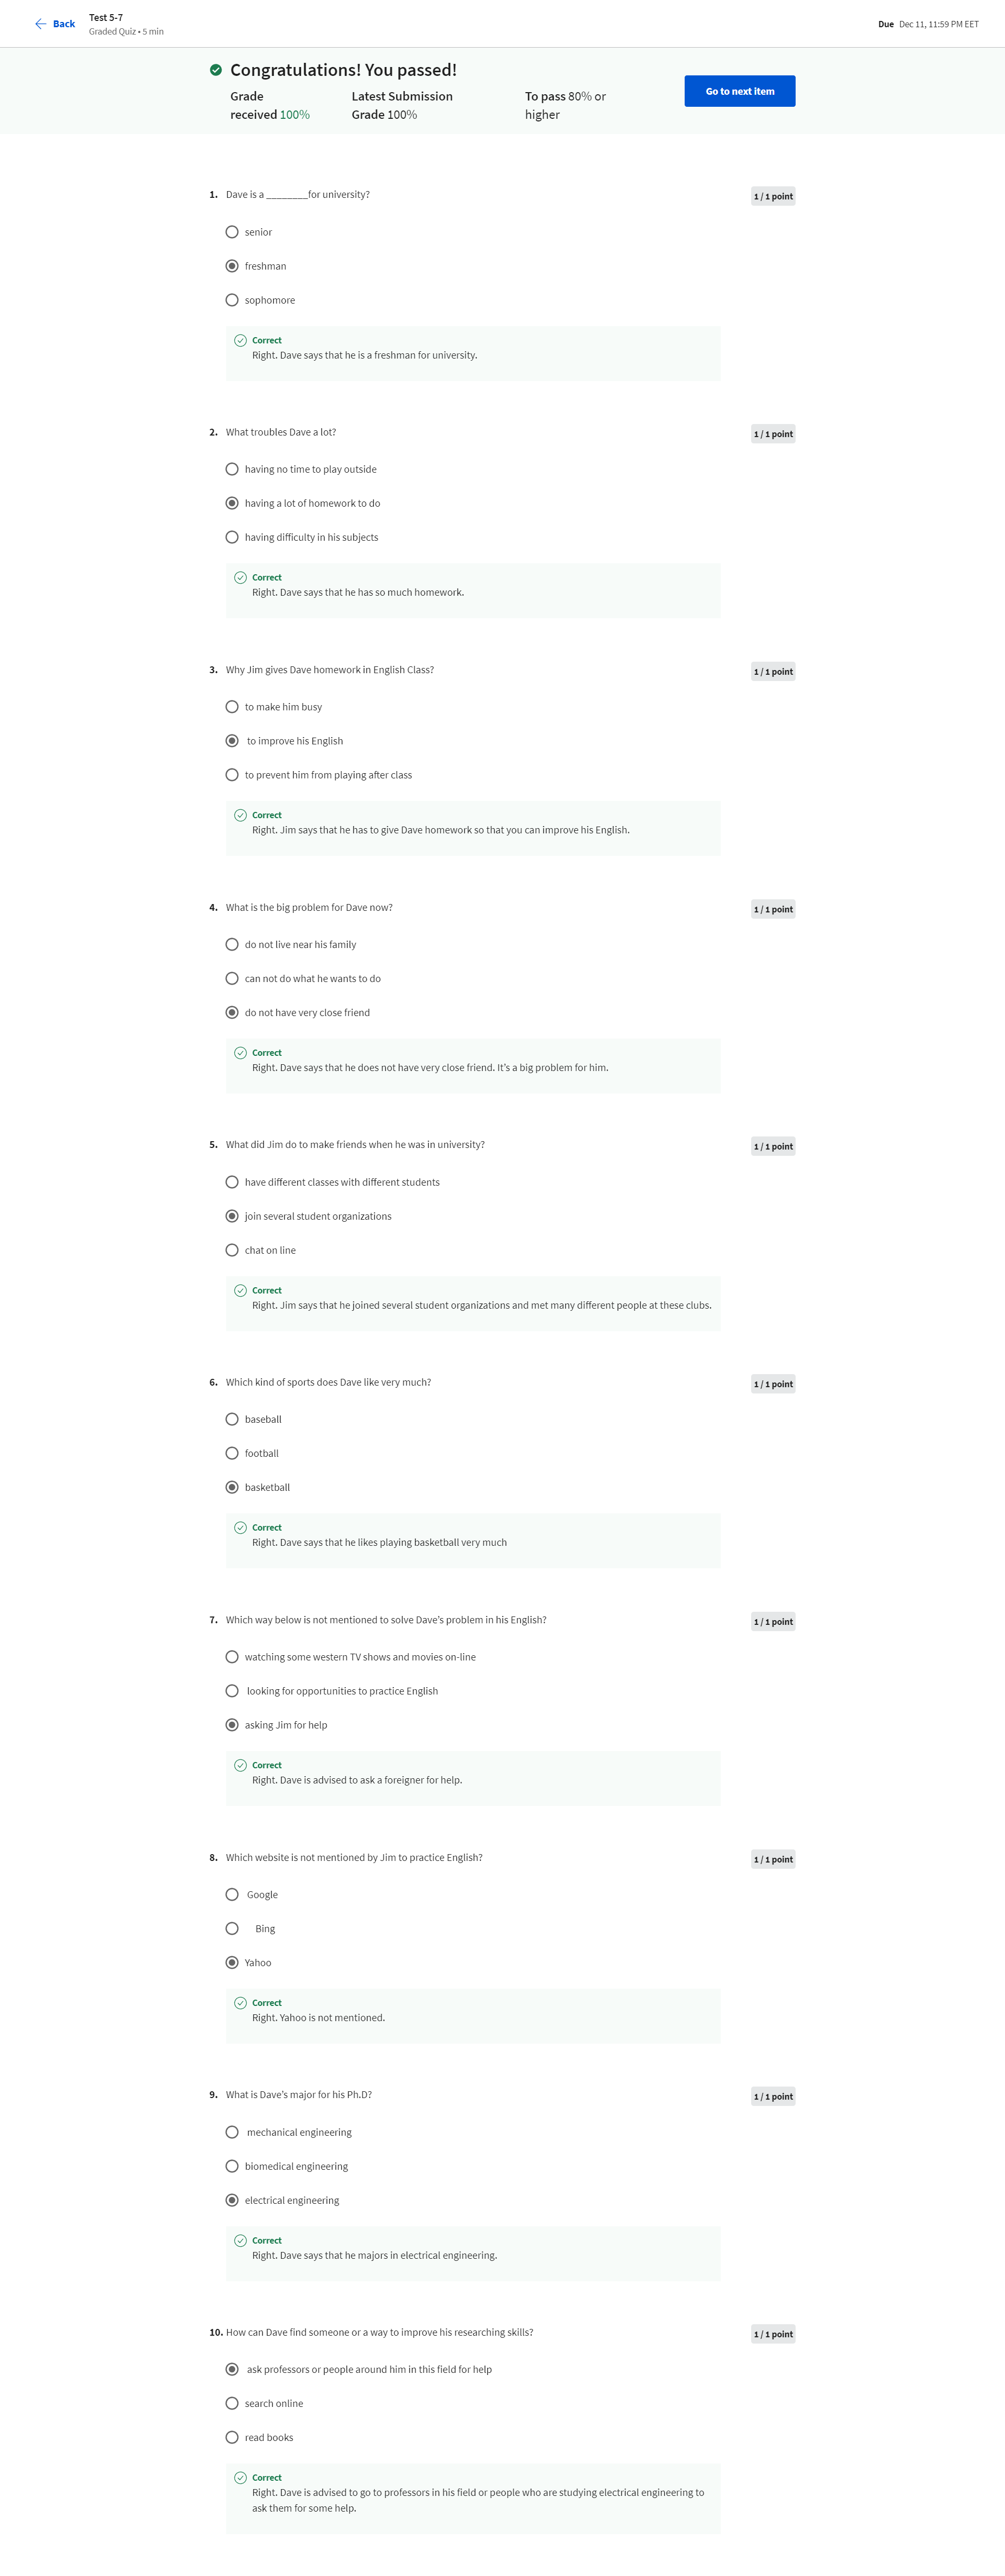 Back
Test 5-7
Graded Quiz • 5 min
Due Dec 11, 11:59 PM EET
Congratulations! You passed!
Grade
received 100%
Latest Submission
Grade 100%
To pass 80% or
higher
Go to next item
1. Dave is a ________for university?
1 / 1 point
senior
freshman
sophomore
Correct
Right. Dave says that he is a freshman for university.
2. What troubles Dave a lot?
1 / 1 point
having no time to play outside
having a lot of homework to do
having difficulty in his subjects
Correct
Right. Dave says that he has so much homework.
3. Why Jim gives Dave homework in English Class?
1 / 1 point
to make him busy
to improve his English
to prevent him from playing after class
Correct
Right. Jim says that he has to give Dave homework so that you can improve his English.
4. What is the big problem for Dave now?
1 / 1 point
do not live near his family
can not do what he wants to do
do not have very close friend
Correct
Right. Dave says that he does not have very close friend. It’s a big problem for him.
5. What did Jim do to make friends when he was in university?
1 / 1 point
have different classes with different students
join several student organizations
chat on line
Correct
Right. Jim says that he joined several student organizations and met many different people at these clubs.
6. Which kind of sports does Dave like very much?
1 / 1 point
baseball
football
basketball
Correct
Right. Dave says that he likes playing basketball very much
7. Which way below is not mentioned to solve Dave’s problem in his English?
1 / 1 point
watching some western TV shows and movies on-line
looking for opportunities to practice English
asking Jim for help
Correct
Right. Dave is advised to ask a foreigner for help.
8. Which website is not mentioned by Jim to practice English?
1 / 1 point
Google
Bing
Yahoo
Correct
Right. Yahoo is not mentioned.
9. What is Dave’s major for his Ph.D?
1 / 1 point
mechanical engineering
biomedical engineering
electrical engineering
Correct
Right. Dave says that he majors in electrical engineering.
10. How can Dave find someone or a way to improve his researching skills?
1 / 1 point
ask professors or people around him in this field for help
search online
read books
Correct
Right. Dave is advised to go to professors in his field or people who are studying electrical engineering to
ask them for some help.